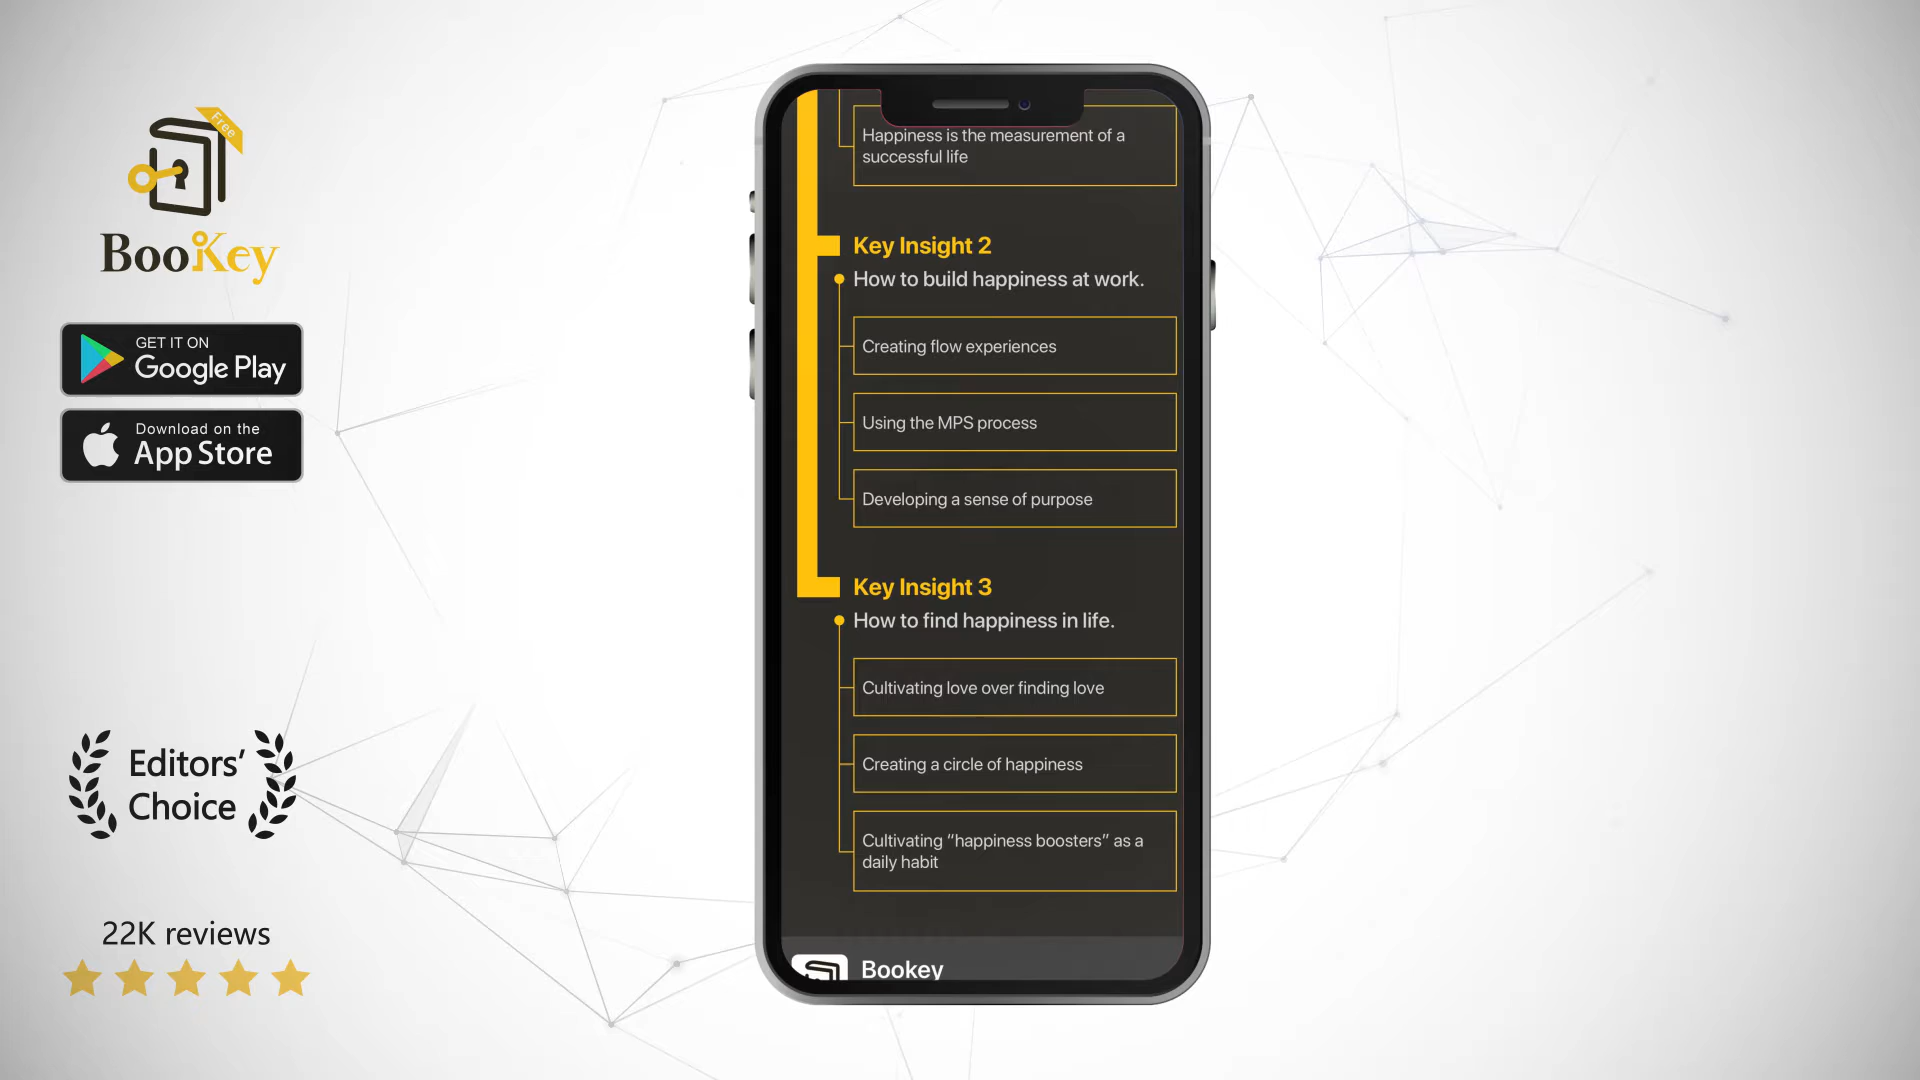 Free
BooKey
GET IT ON
Google Play
Download on the
App Store
Editors’
Choice
22K reviews
Happiness is the measurement of a
successful life
Key Insight 2
How to build happiness at work.
Creating flow experiences
Using the MPS process
Developing a sense of purpose
Key Insight 3
How to find happiness in life.
Cultivating love over finding love
Creating a circle of happiness
Cultivating “happiness boosters” as a
daily habit
Bookey